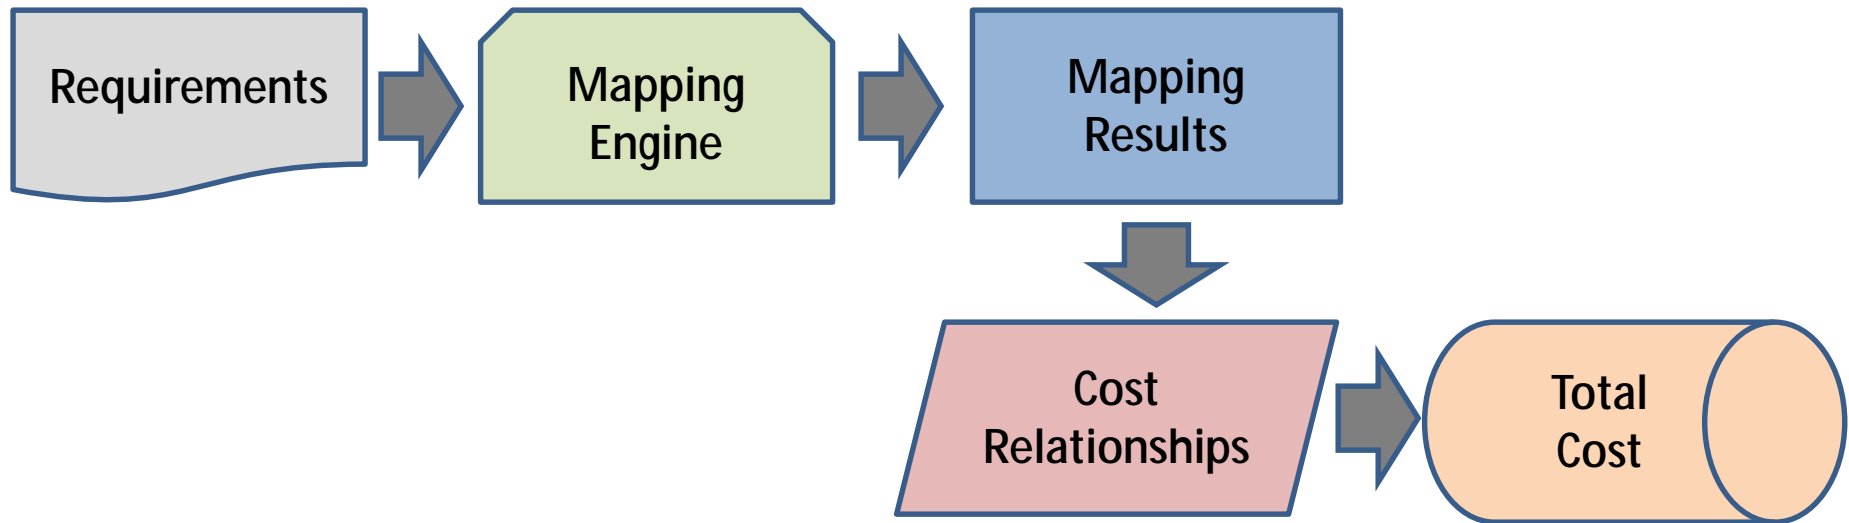 Requirements
Mapping
Engine
Mapping
Results
Cost
Relationships
Total
Cost